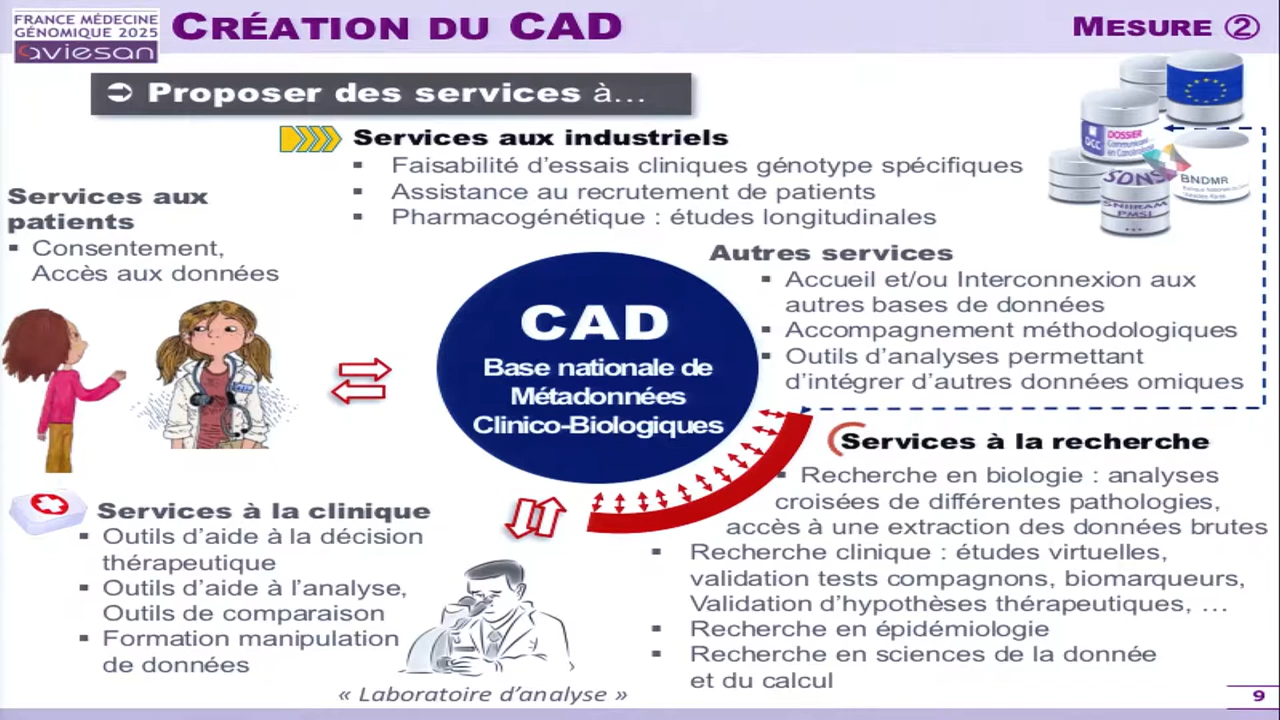 FRANCE MÉDECINE
GÉNOMIQUE 2025
aviesan
CRÉATION DU CAD
MESURE ②
Proposer des services à…
Services aux industriels
▪ Faisabilité d’essais cliniques génotype spécifiques
▪ Assistance au recrutement de patients
▪ Pharmacogénétique : études longitudinales
DOSSIER
DCC
Communicant
en Cancérologie
SDNS
BNDMR
SNIIRAM
PMSI
...
Services aux
patients
▪ Consentement,
Accès aux données
Autres services
▪ Accueil et/ou Interconnexion aux
autres bases de données
▪ Accompagnement méthodologiques
▪ Outils d’analyses permettant
d’intégrer d’autres données omiques
CAD
Base nationale de
Métadonnées
Clinico-Biologiques
Services à la recherche
▪ Recherche en biologie : analyses
croisées de différentes pathologies,
accès à une extraction des données brutes
▪ Recherche clinique : études virtuelles,
validation tests compagnons, biomarqueurs,
Validation d’hypothèses thérapeutiques, …
▪ Recherche en épidémiologie
▪ Recherche en sciences de la donnée
et du calcul
Services à la clinique
▪ Outils d’aide à la décision
thérapeutique
▪ Outils d’aide à l’analyse,
Outils de comparaison
▪ Formation manipulation
de données
« Laboratoire d’analyse »
9